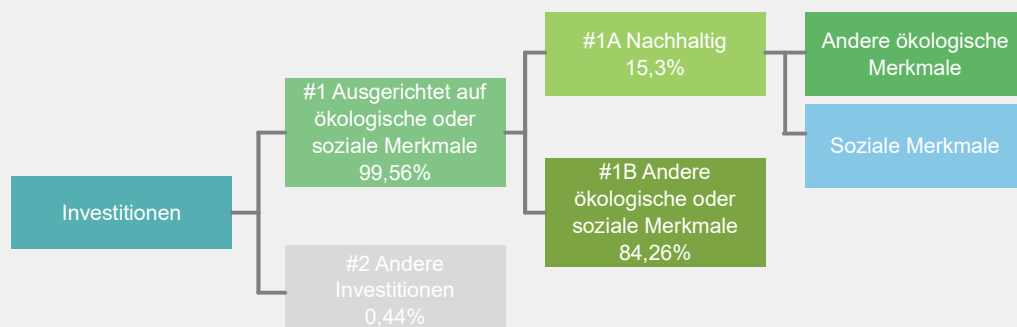 Investitionen
#1 Ausgerichtet auf
ökologische oder
soziale Merkmale
99,56%
#2 Andere
Investitionen
0,44%
#1A Nachhaltig
15,3%
#1B Andere
ökologische oder
soziale Merkmale
84,26%
Andere ökologische
Merkmale
Soziale Merkmale